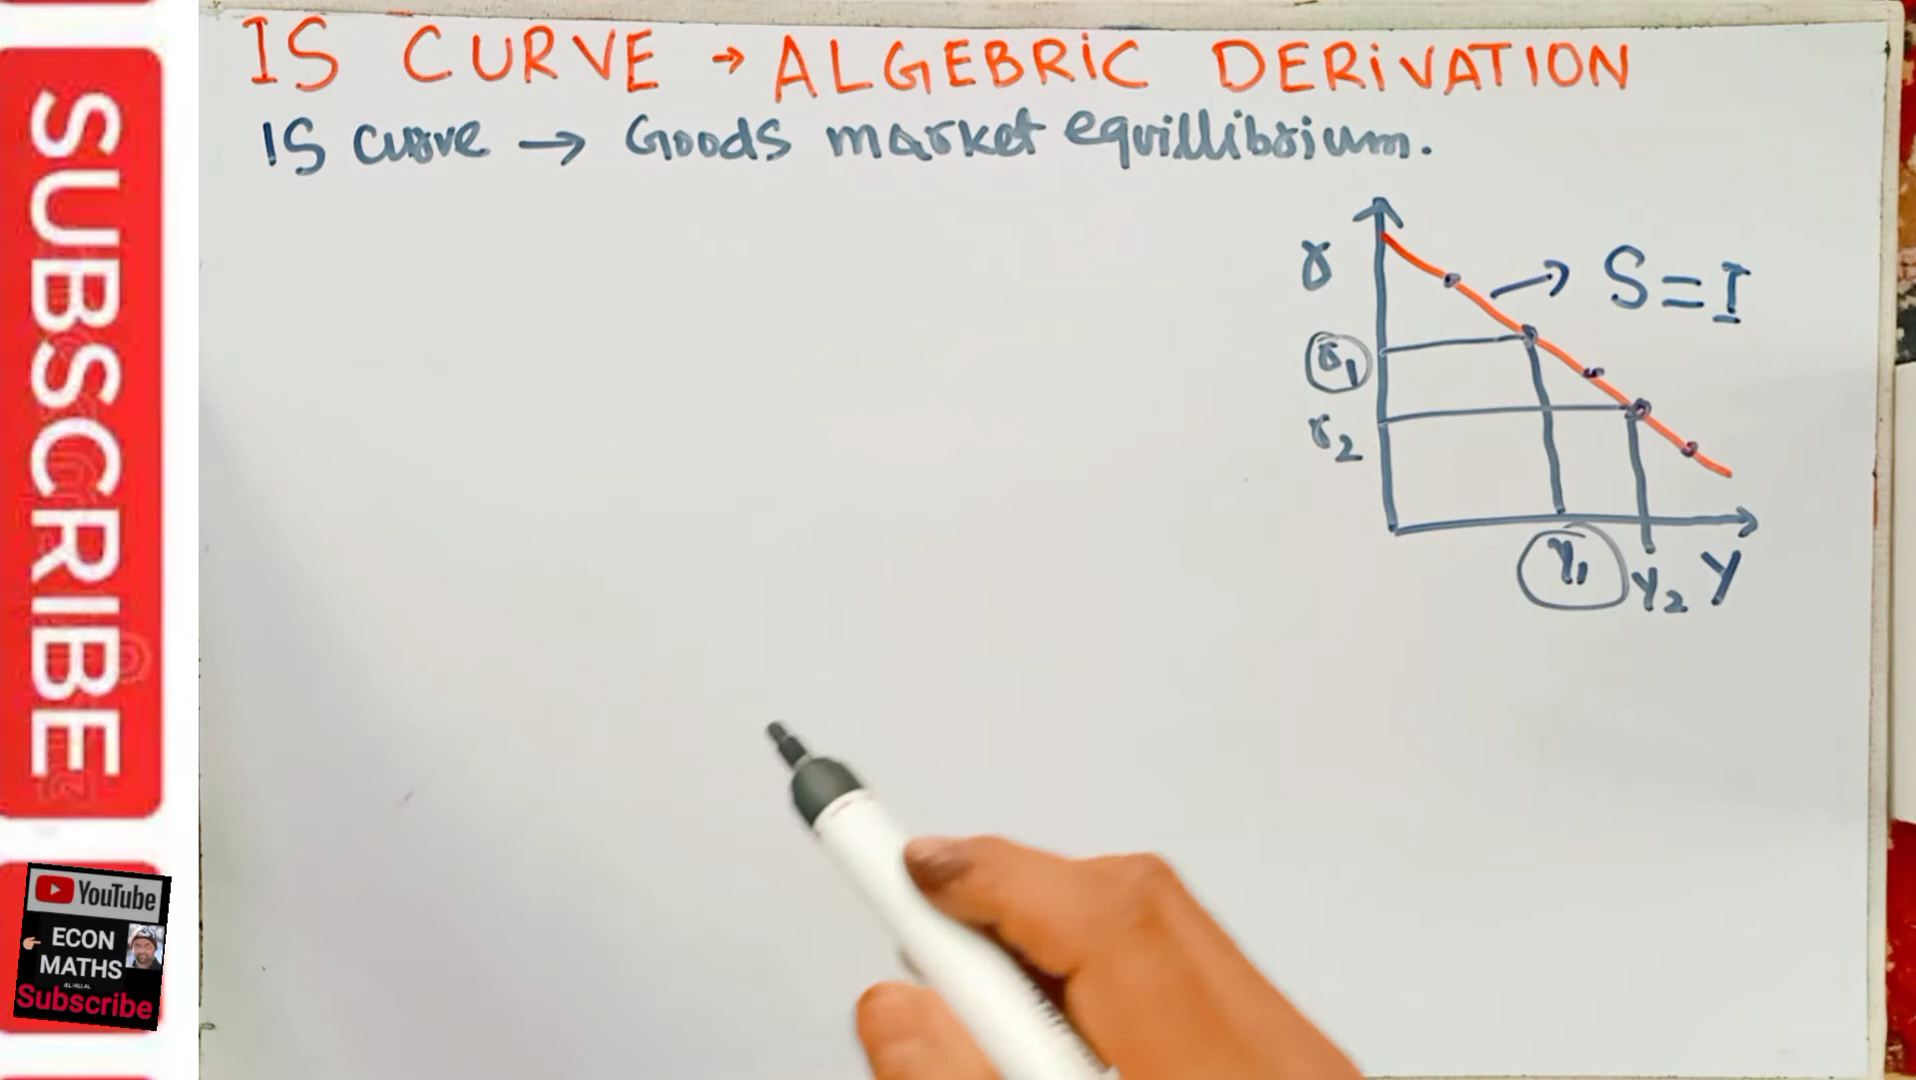 IS CURVE → ALGEBRIC DERIVATION
IS curve → Goods market equillibrium.
r
S=I
r1
r2
Y1
Y2
Y
SUBSCRIBE
YouTube
ECON
MATHS
Subscribe